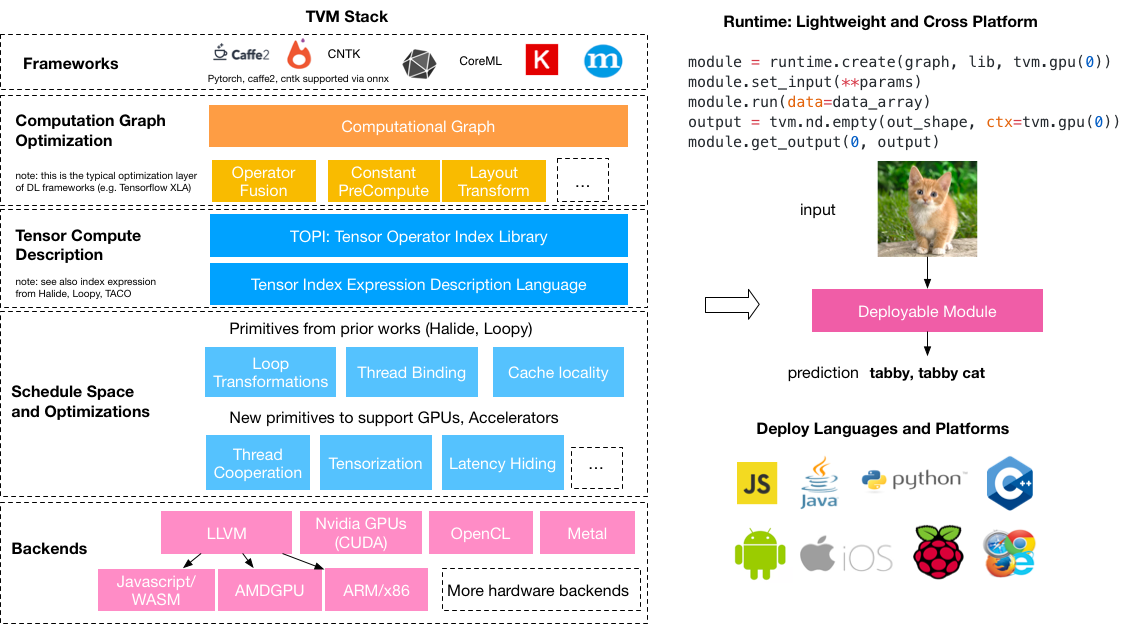 TVM Stack
Frameworks
Caffe2
CNTK
CoreML
K
m
Pytorch, caffe2, cntk supported via onnx
Computation Graph
Optimization
note: this is the typical optimization layer
of DL frameworks (e.g. Tensorflow XLA)
Computational Graph
Operator
Fusion
Constant
PreCompute
Layout
Transform
...
Tensor Compute
Description
note: see also index expression
from Halide, Loopy, TACO
TOPI: Tensor Operator Index Library
Tensor Index Expression Description Language
Schedule Space
and Optimizations
Primitives from prior works (Halide, Loopy)
Loop
Transformations
Thread Binding
Cache locality
New primitives to support GPUs, Accelerators
Thread
Cooperation
Tensorization
Latency Hiding
...
Backends
LLVM
Nvidia GPUs
(CUDA)
OpenCL
Metal
Javascript/
WASM
AMDGPU
ARM/x86
More hardware backends
Runtime: Lightweight and Cross Platform
module = runtime.create(graph, lib, tvm.gpu(0))
module.set_input(**params)
module.run(data=data_array)
output = tvm.nd.empty(out_shape, ctx=tvm.gpu(0))
module.get_output(0, output)
input
Deployable Module
prediction tabby, tabby cat
Deploy Languages and Platforms
JS
Java
python™
C++
iOS